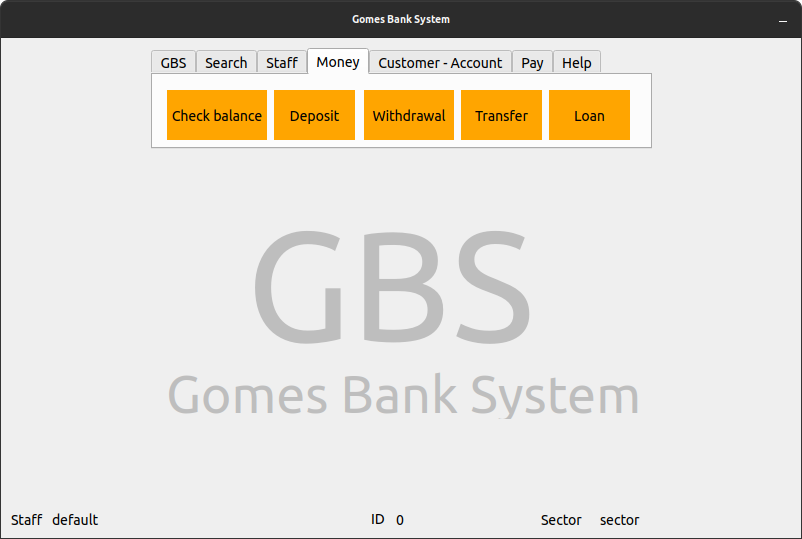 Gomes Bank System
GBS Search Staff Money Customer - Account Pay Help
Check balance Deposit Withdrawal Transfer Loan
GBS
Gomes Bank System
Staff default ID 0 Sector sector